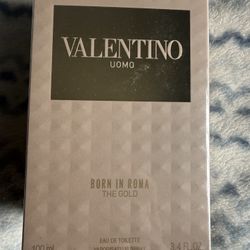 VALENTINO
UOMO
BORN IN ROMA
THE GOLD
EAU DE TOILETTE
100 ml
3.4 FL.OZ